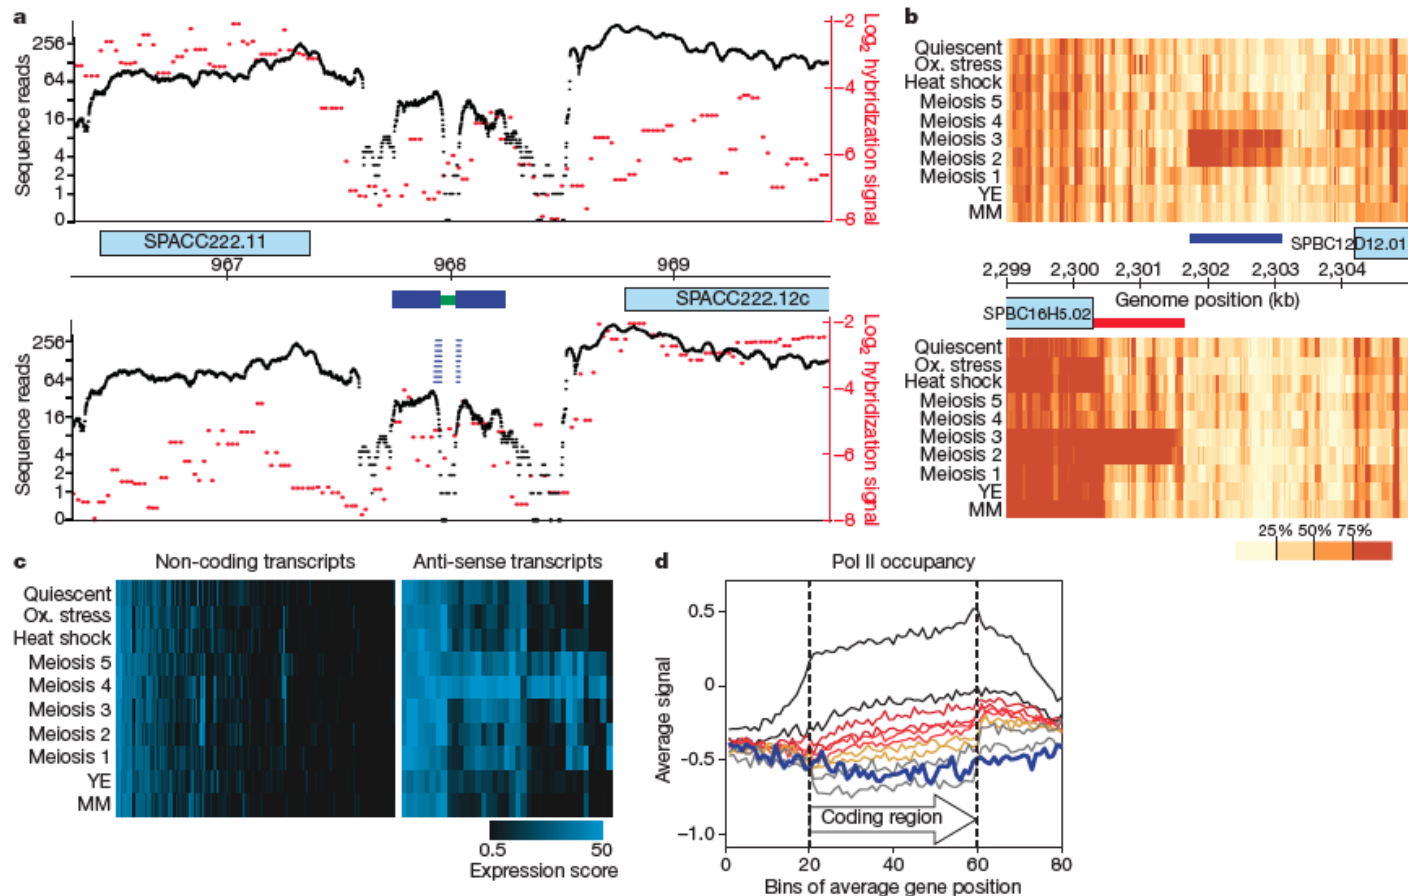 a
Sequence reads
256
64
16
4
2
1
0
−2
−4
−6
−8
Log2 hybridization signal
SPACC222.11
967
968
969
SPACC222.12c
Sequence reads
256
64
16
4
2
1
0
−2
−4
−6
−8
Log2 hybridization signal
b
Quiescent
Ox. stress
Heat shock
Meiosis 5
Meiosis 4
Meiosis 3
Meiosis 2
Meiosis 1
YE
MM
SPBC12D12.01
2,299 2,300 2,301 2,302 2,303 2,304
Genome position (kb)
SPBC16H5.02
Quiescent
Ox. stress
Heat shock
Meiosis 5
Meiosis 4
Meiosis 3
Meiosis 2
Meiosis 1
YE
MM
25% 50% 75%
c
Non-coding transcripts Anti-sense transcripts
Quiescent
Ox. stress
Heat shock
Meiosis 5
Meiosis 4
Meiosis 3
Meiosis 2
Meiosis 1
YE
MM
0.5 50
Expression score
d
Pol II occupancy
Average signal
0.5
0
−0.5
−1.0
Coding region
0 20 40 60 80
Bins of average gene position